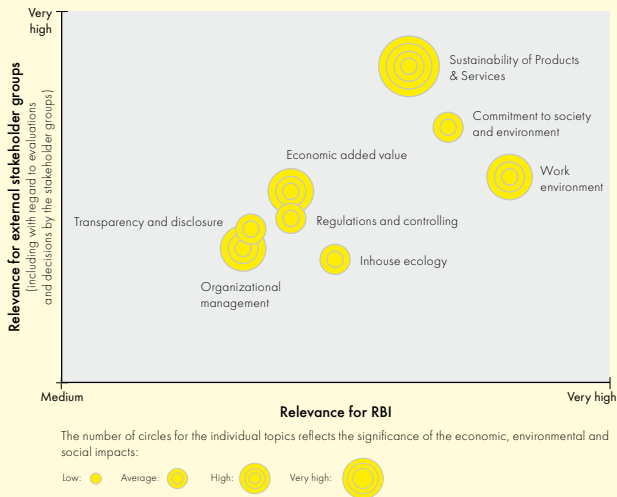 Very
high
Relevance for external stakeholder groups
(including with regard to evaluations
and decisions by the stakeholder groups)
Sustainability of Products
& Services
Commitment to society
and environment
Economic added value
Work
environment
Transparency and disclosure
Regulations and controlling
Inhouse ecology
Organizational
management
Medium
Very high
Relevance for RBI
The number of circles for the individual topics reflects the significance of the economic, environmental and
social impacts:
Low: Average: High: Very high: